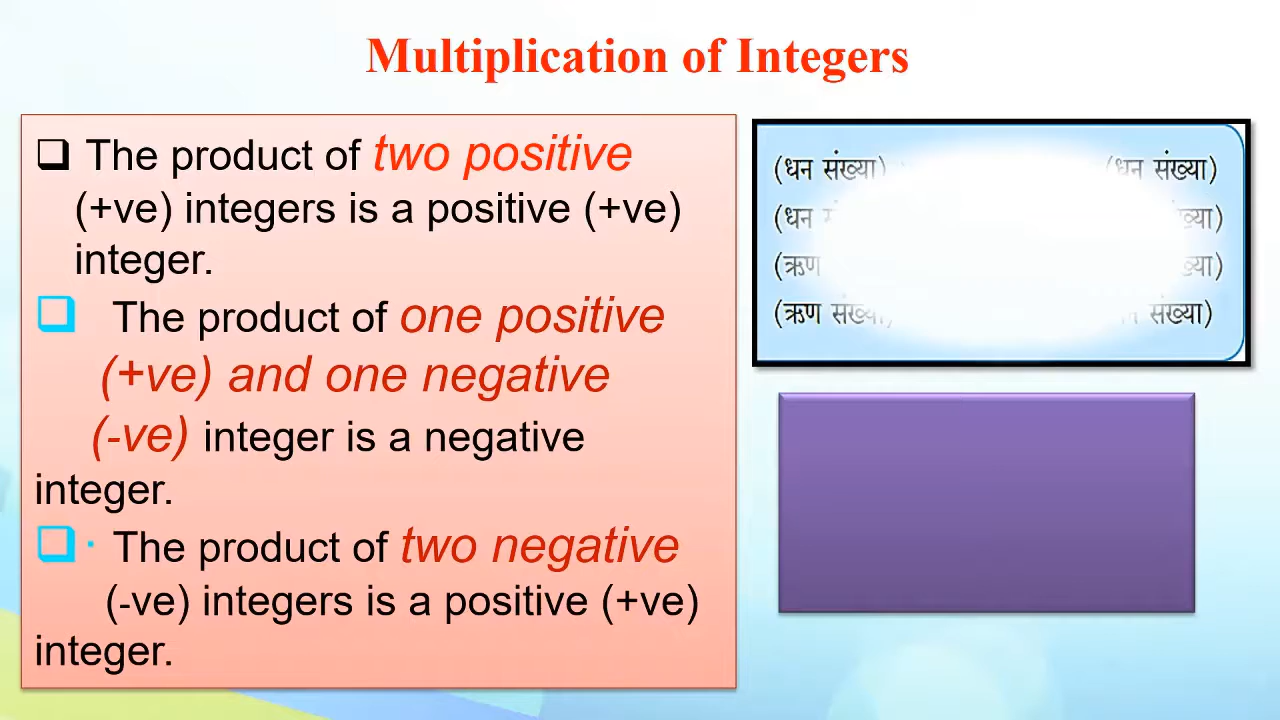 Multiplication of Integers
❑ The product of two positive
(+ve) integers is a positive (+ve)
integer.
❑ The product of one positive
(+ve) and one negative
(-ve) integer is a negative
integer.
❑· The product of two negative
(-ve) integers is a positive (+ve)
integer.
(धन संख्या) (धन संख्या)
(धन
(ऋण
(ऋण संख्या) संख्या)